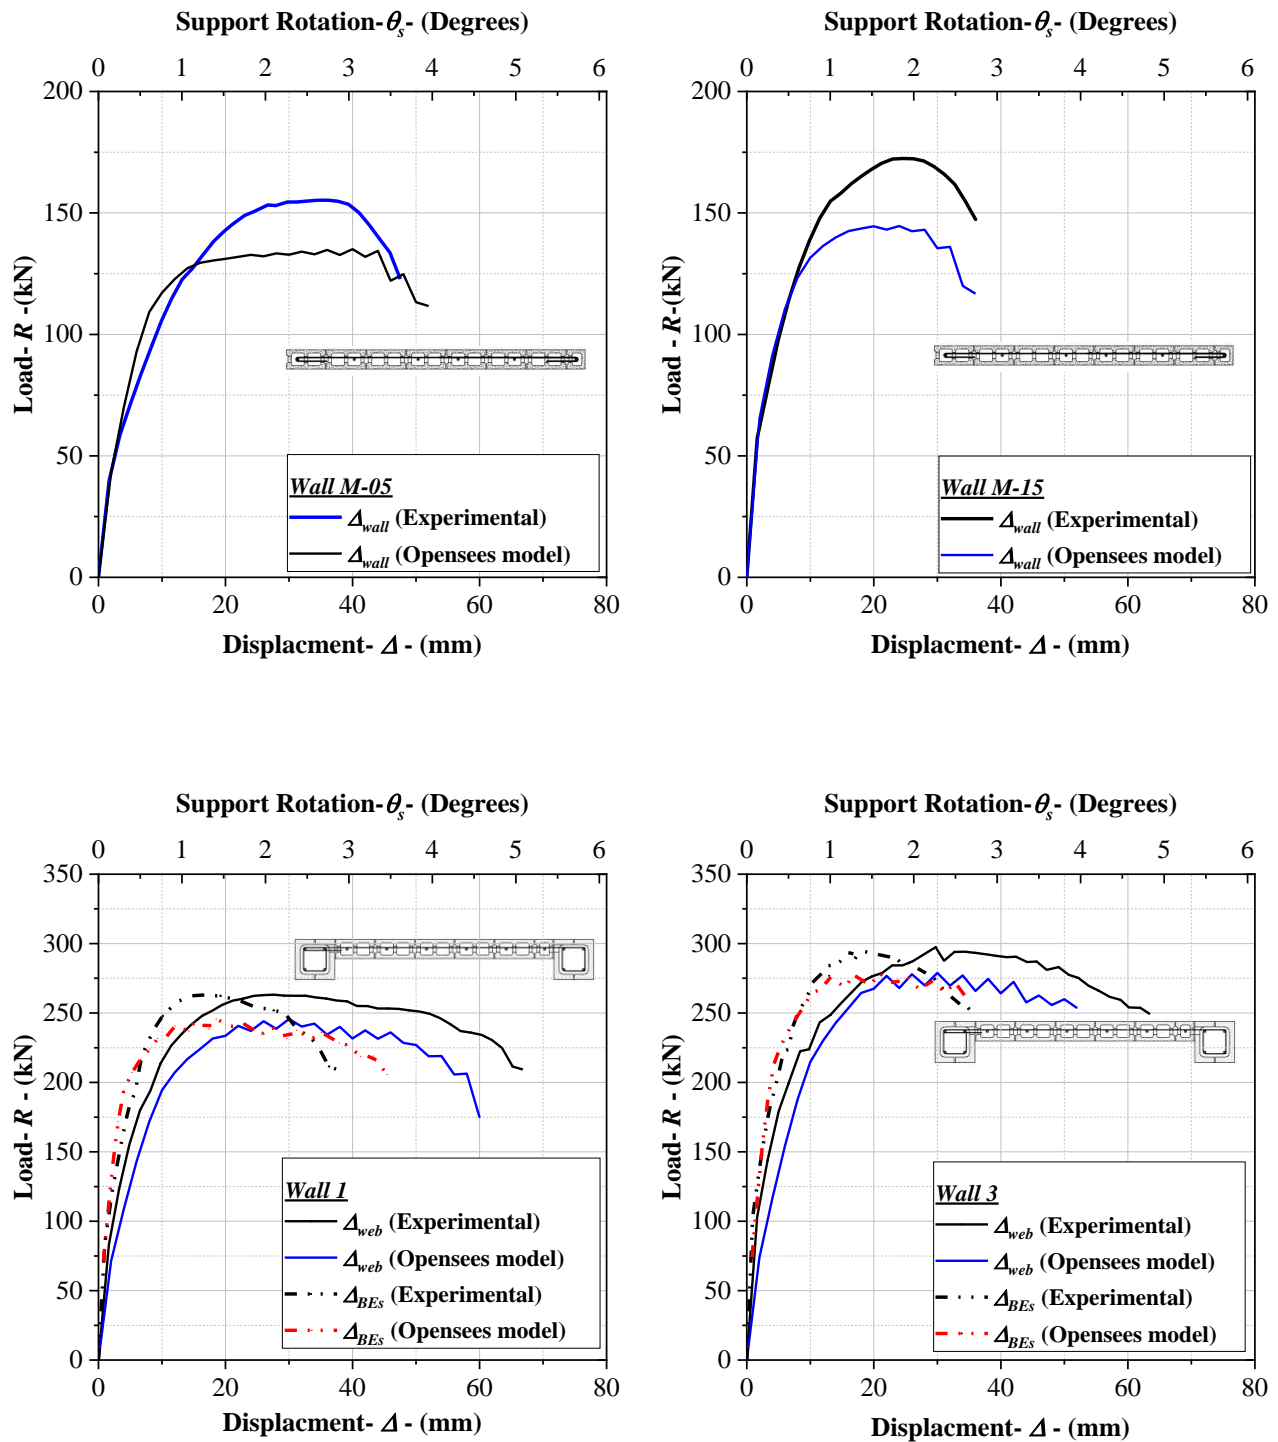 Support Rotation-θs- (Degrees)
0 1 2 3 4 5 6
200
150
100
50
0
Load- R -(kN)
Wall M-05
Δwall (Experimental)
Δwall (Opensees model)
0 20 40 60 80
Displacment- Δ - (mm)
Support Rotation-θs- (Degrees)
0 1 2 3 4 5 6
200
150
100
50
0
Load - R-(kN)
Wall M-15
Δwall (Experimental)
Δwall (Opensees model)
0 20 40 60 80
Displacment- Δ - (mm)
Support Rotation-θs- (Degrees)
0 1 2 3 4 5 6
350
300
250
200
150
100
50
0
Load- R - (kN)
Wall 1
Δweb (Experimental)
Δweb (Opensees model)
ΔBEs (Experimental)
ΔBEs (Opensees model)
0 20 40 60 80
Displacment- Δ - (mm)
Support Rotation-θs- (Degrees)
0 1 2 3 4 5 6
350
300
250
200
150
100
50
0
Load- R - (kN)
Wall 3
Δweb (Experimental)
Δweb (Opensees model)
ΔBEs (Experimental)
ΔBEs (Opensees model)
0 20 40 60 80
Displacment- Δ - (mm)